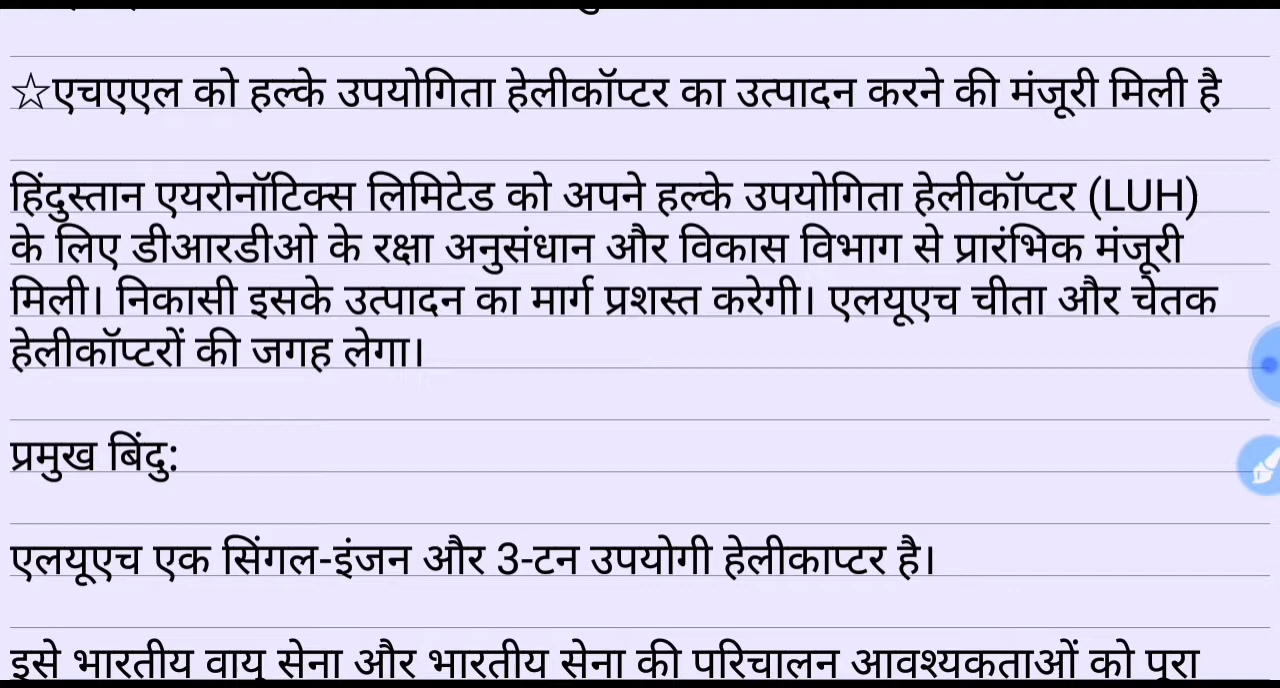 ☆एचएएल को हल्के उपयोगिता हेलीकॉप्टर का उत्पादन करने की मंजूरी मिली है
हिंदुस्तान एयरोनॉटिक्स लिमिटेड को अपने हल्के उपयोगिता हेलीकॉप्टर (LUH)
के लिए डीआरडीओ के रक्षा अनुसंधान और विकास विभाग से प्रारंभिक मंजूरी
मिली। निकासी इसके उत्पादन का मार्ग प्रशस्त करेगी। एलयूएच चीता और चेतक
हेलीकॉप्टरों की जगह लेगा।
प्रमुख बिंदु:
एलयूएच एक सिंगल-इंजन और 3-टन उपयोगी हेलीकाप्टर है।
इसे भारतीय वायु सेना और भारतीय सेना की परिचालन आवश्यकताओं को पूरा